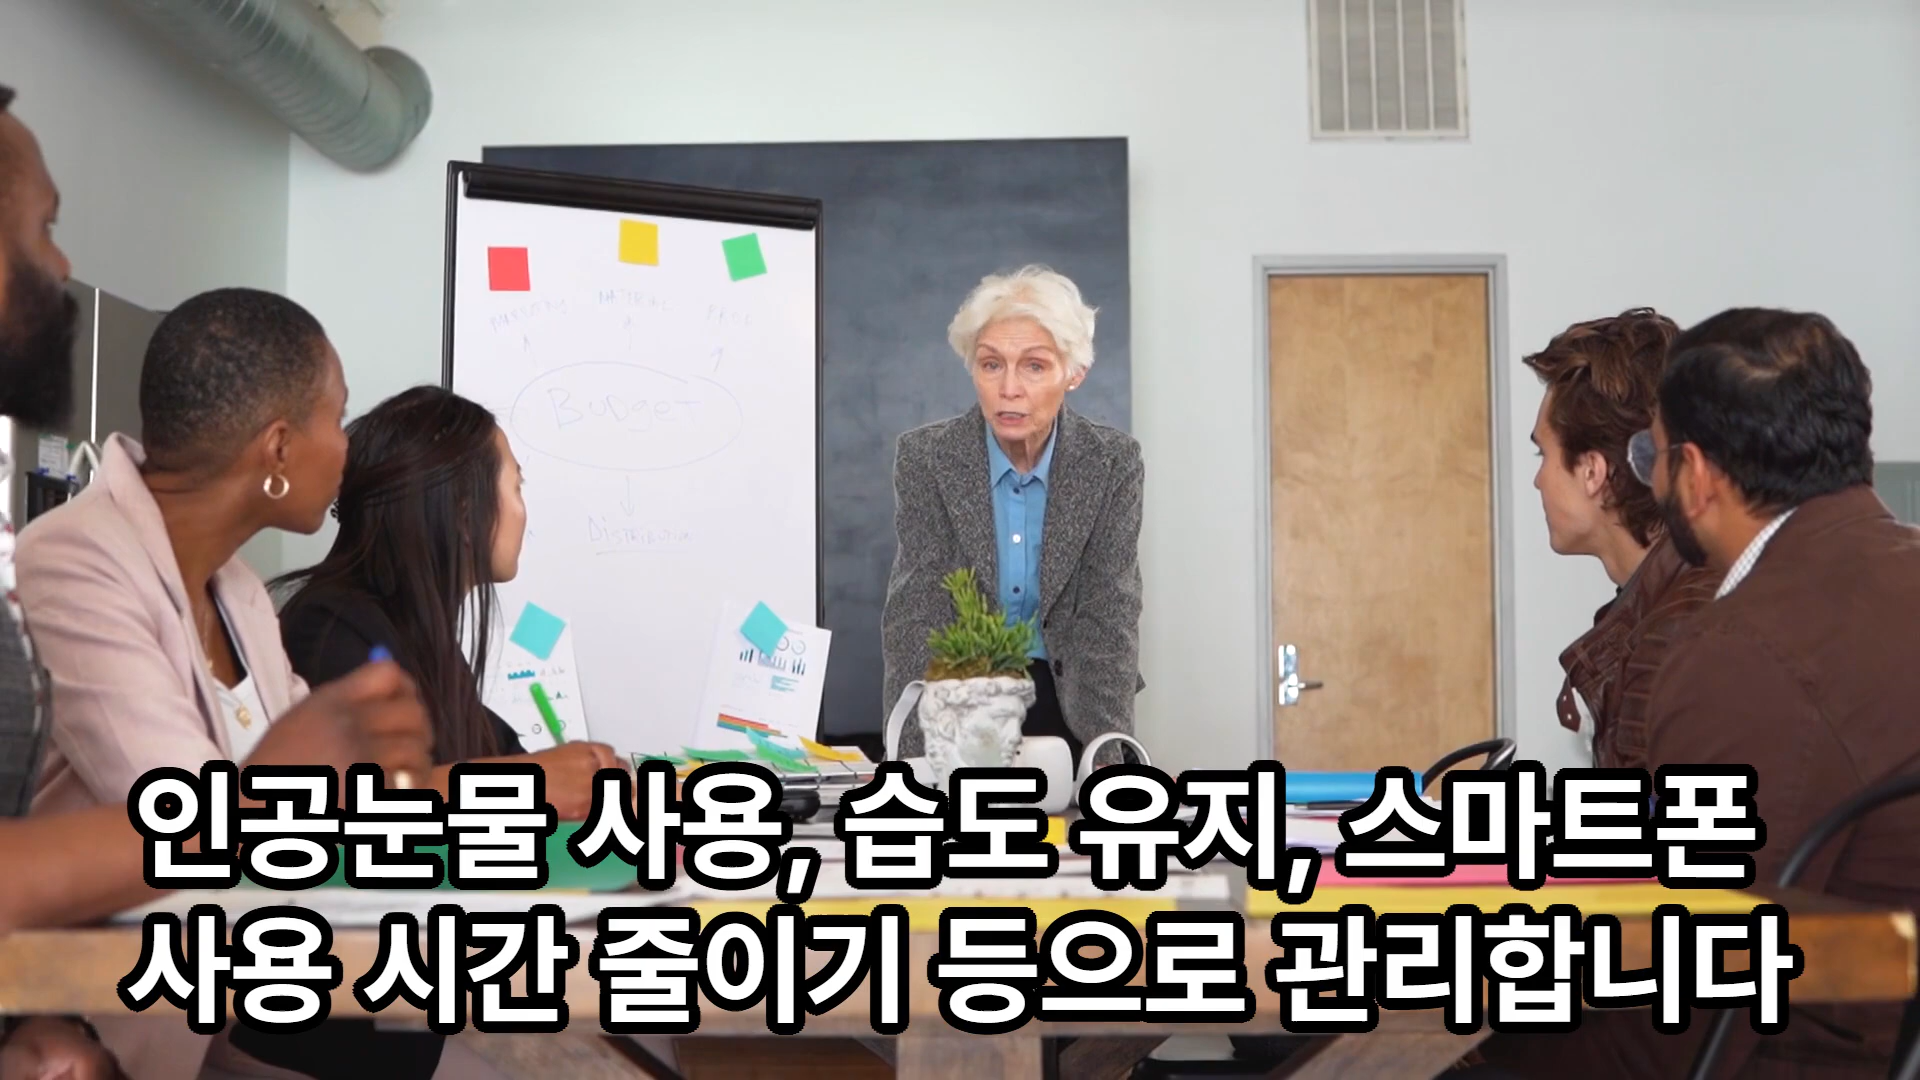 MATERIAL
Budget
인공눈물 사용, 습도 유지, 스마트폰
사용 시간 줄이기 등으로 관리합니다